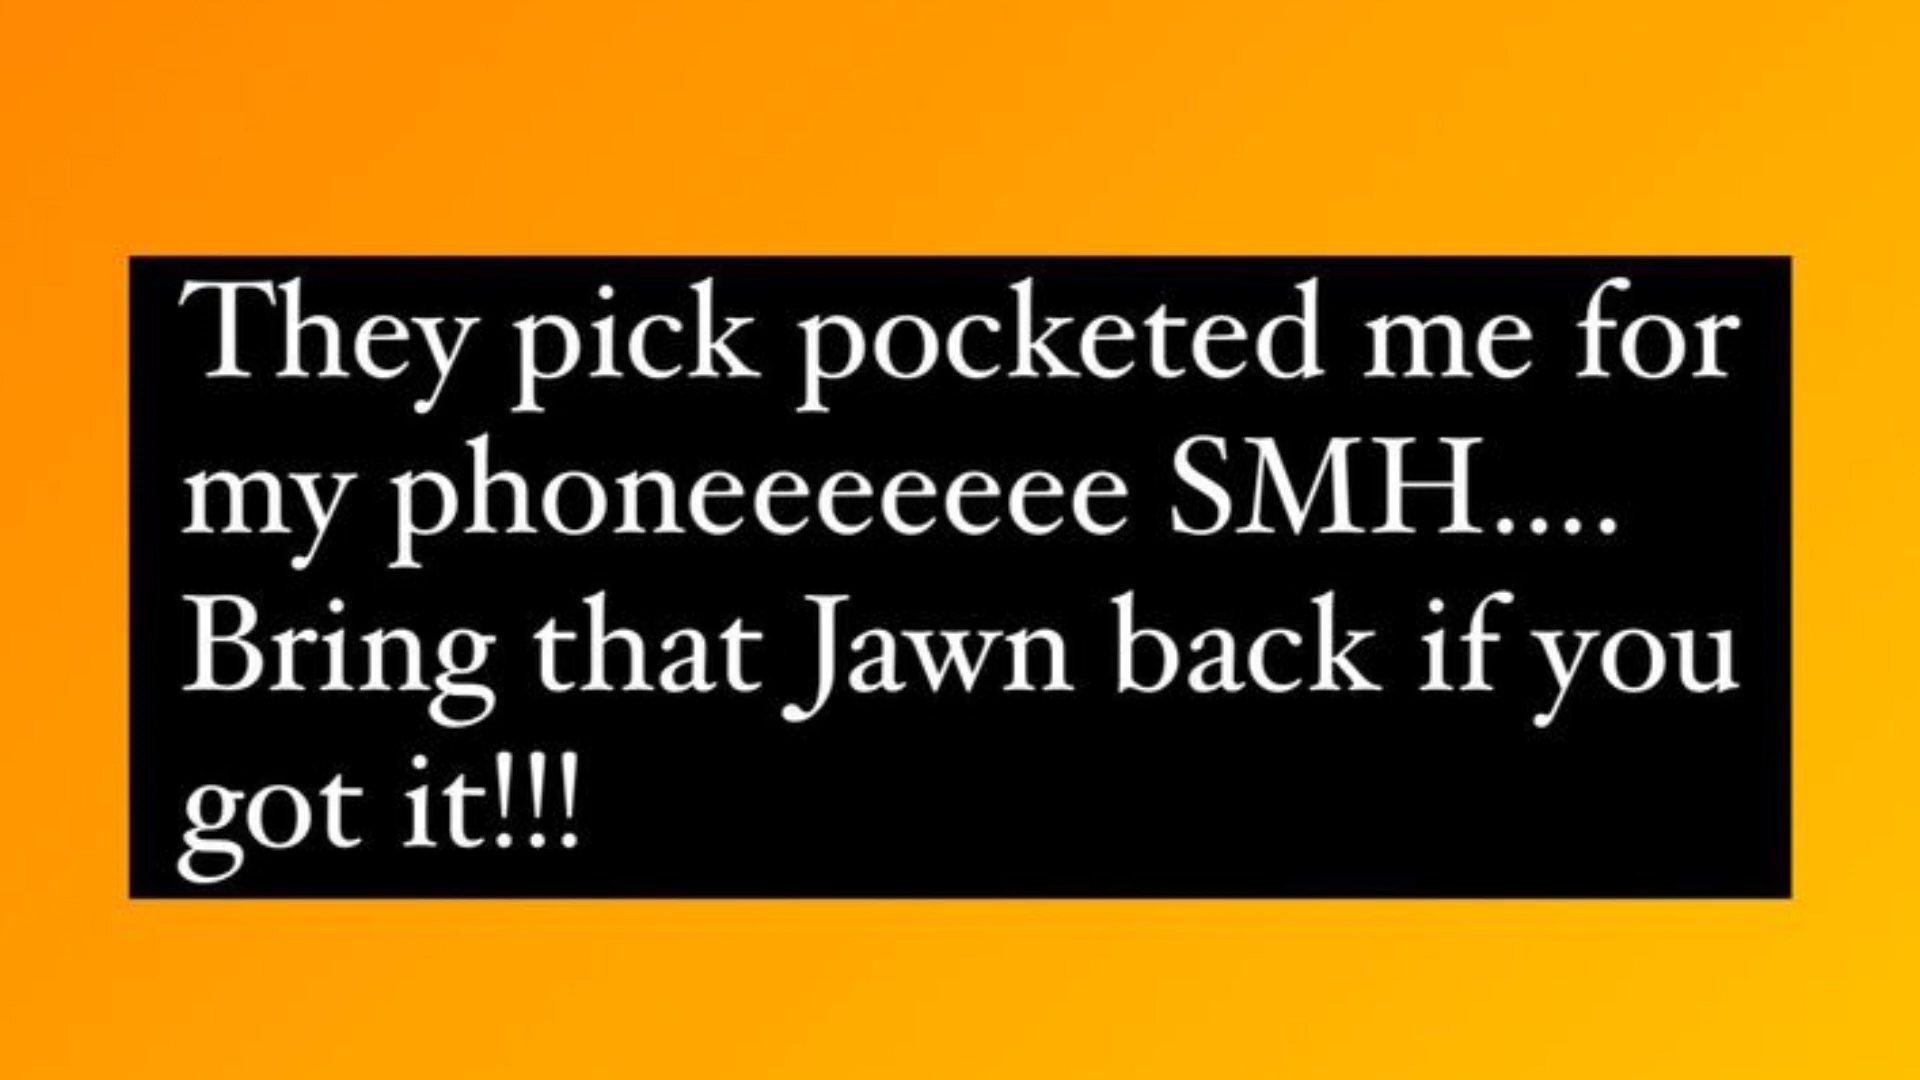 They pick pocketed me for
my phoneeeeeeee SMH....
Bring that Jawn back if you
got it!!!